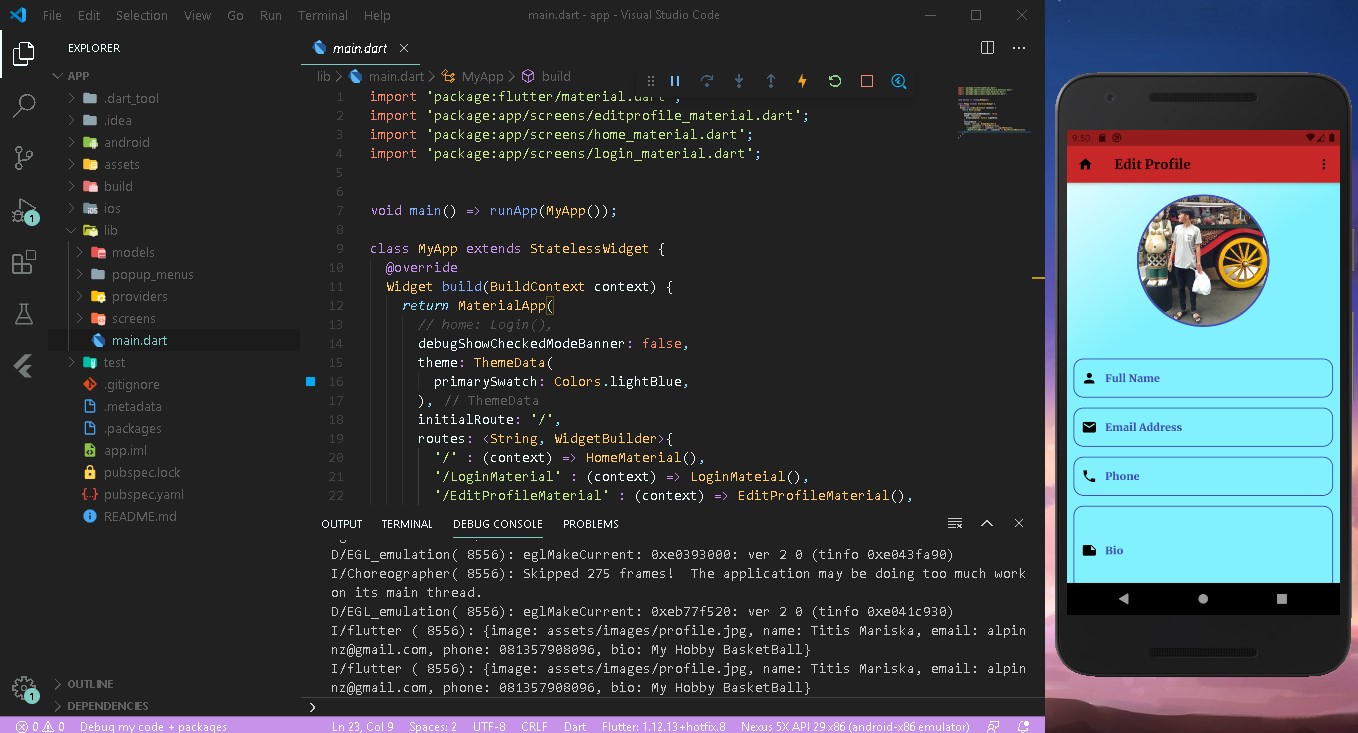 File Edit Selection View Go Run Terminal Help
main.dart - app - Visual Studio Code
EXPLORER
APP
.dart_tool
.idea
android
assets
build
ios
lib
models
popup_menus
providers
screens
main.dart
test
.gitignore
.metadata
.packages
app.iml
pubspec.lock
pubspec.yaml
README.md
OUTLINE
DEPENDENCIES
1
1
main.dart
lib > main.dart > MyApp > build
1 import 'package:flutter/material.dart';
2 import 'package:app/screens/editprofile_material.dart';
3 import 'package:app/screens/home_material.dart';
4 import 'package:app/screens/login_material.dart';
5
6
7 void main() => runApp(MyApp());
8
9 class MyApp extends StatelessWidget {
10 @override
11 Widget build(BuildContext context) {
12 return MaterialApp(
13 // home: Login(),
14 debugShowCheckedModeBanner: false,
15 theme: ThemeData(
16 primarySwatch: Colors.lightBlue,
17 ), // ThemeData
18 initialRoute: '/',
19 routes: <String, WidgetBuilder>{
20 '/' : (context) => HomeMaterial(),
21 '/LoginMaterial' : (context) => LoginMateial(),
22 '/EditProfileMaterial' : (context) => EditProfileMaterial(),
OUTPUT TERMINAL DEBUG CONSOLE PROBLEMS
D/EGL_emulation( 8556): eglMakeCurrent: 0xe0393000: ver 2 0 (tinfo 0xe043fa90)
I/Choreographer( 8556): Skipped 275 frames!  The application may be doing too much work
on its main thread.
D/EGL_emulation( 8556): eglMakeCurrent: 0xeb77f520: ver 2 0 (tinfo 0xe041c930)
I/flutter ( 8556): {image: assets/images/profile.jpg, name: Titis Mariska, email: alpin
nz@gmail.com, phone: 081357908096, bio: My Hobby BasketBall}
I/flutter ( 8556): {image: assets/images/profile.jpg, name: Titis Mariska, email: alpin
nz@gmail.com, phone: 081357908096, bio: My Hobby BasketBall}
0 0 Debug my code + packages Ln 23, Col 9 Spaces: 2 UTF-8 CRLF Dart Flutter: 1.12.13+hotfix.8 Nexus 5X API 29 x86 (android-x86 emulator)
9:50
Edit Profile
Full Name
Email Address
Phone
Bio